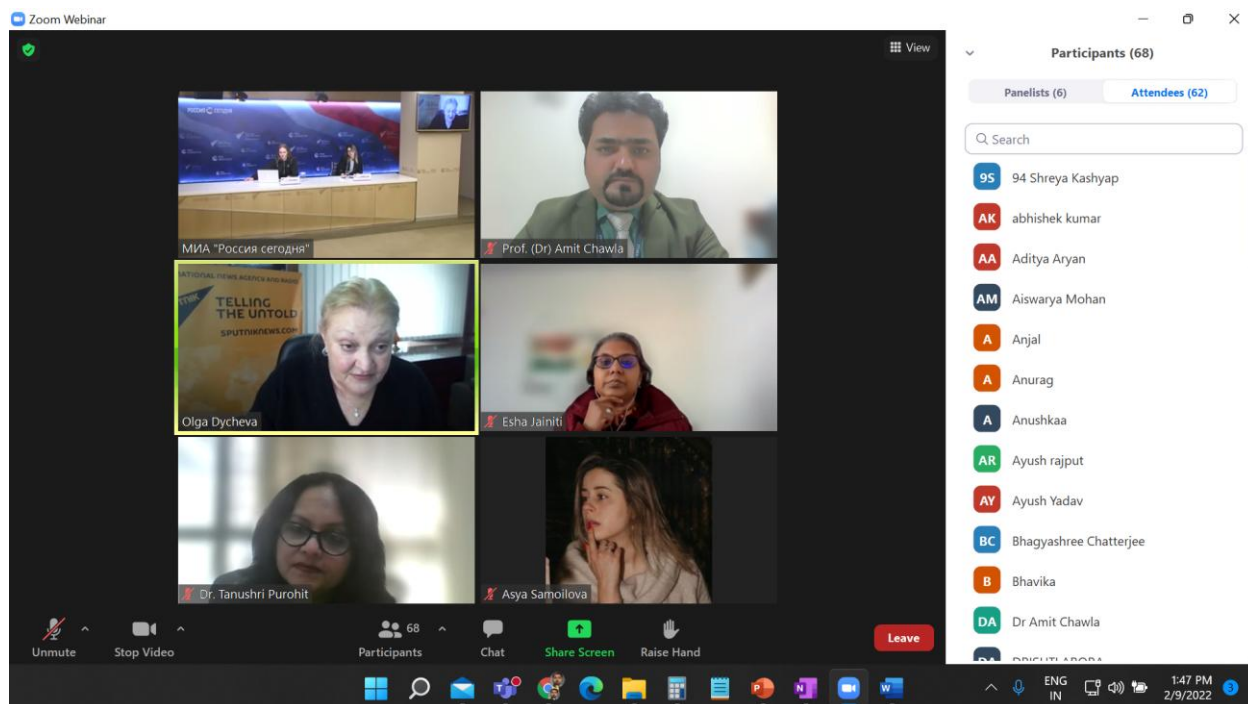 Zoom Webinar
View
МИА "Россия сегодня"
Prof. (Dr) Amit Chawla
TELLING
THE UNTOLD
SPUTNIKNEWS.COM
Olga Dycheva
Esha Jainiti
Dr. Tanushri Purohit
Asya Samoilova
Unmute
Stop Video
68
Participants
Chat
Share Screen
Raise Hand
Leave
Participants (68)
Panelists (6)
Attendees (62)
Search
9S 94 Shreya Kashyap
AK abhishek kumar
AA Aditya Aryan
AM Aiswarya Mohan
A Anjal
A Anurag
A Anushkaa
AR Ayush rajput
AY Ayush Yadav
BC Bhagyashree Chatterjee
B Bhavika
DA Dr Amit Chawla
ENG
IN
1:47 PM
2/9/2022
3